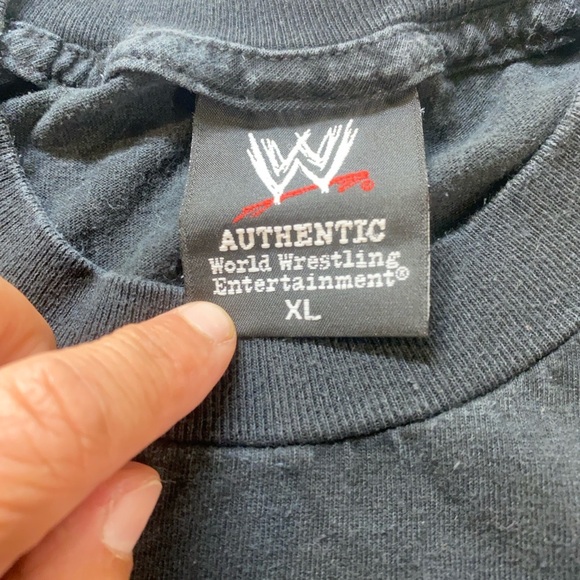 W
AUTHENTIC
World Wrestling
Entertainment®
XL